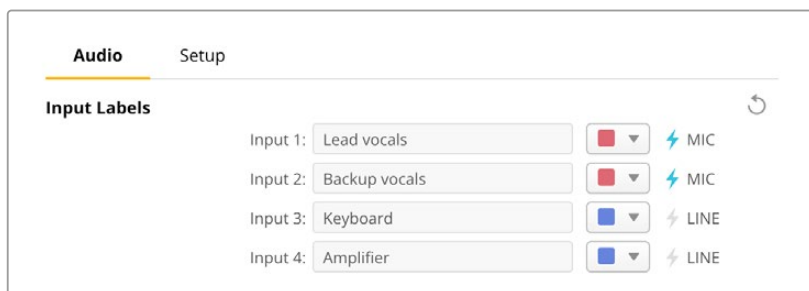 Audio Setup
Input Labels
Input 1: Lead vocals MIC
Input 2: Backup vocals MIC
Input 3: Keyboard LINE
Input 4: Amplifier LINE